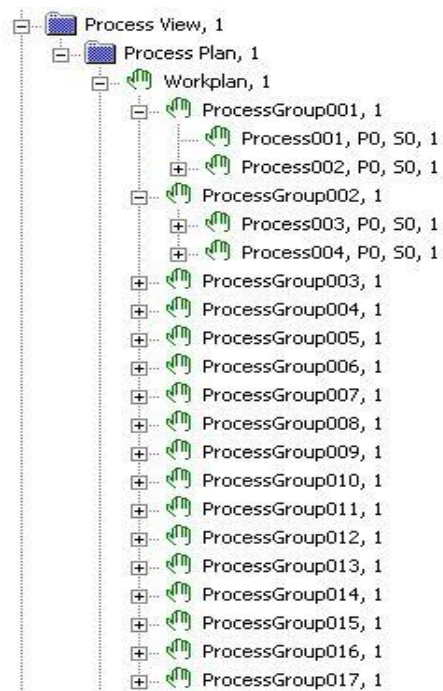 Process View, 1
Process Plan, 1
Workplan, 1
ProcessGroup001, 1
Process001, P0, S0, 1
Process002, P0, S0, 1
ProcessGroup002, 1
Process003, P0, S0, 1
Process004, P0, S0, 1
ProcessGroup003, 1
ProcessGroup004, 1
ProcessGroup005, 1
ProcessGroup006, 1
ProcessGroup007, 1
ProcessGroup008, 1
ProcessGroup009, 1
ProcessGroup010, 1
ProcessGroup011, 1
ProcessGroup012, 1
ProcessGroup013, 1
ProcessGroup014, 1
ProcessGroup015, 1
ProcessGroup016, 1
ProcessGroup017, 1